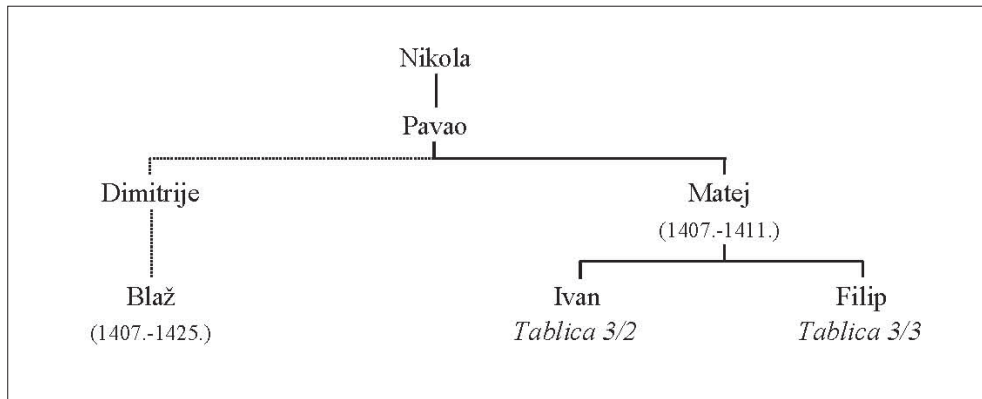 Nikola
Pavao
Dimitrije Matej
(1407.-1411.)
Blaž Ivan Filip
(1407.-1425.) Tablica 3/2 Tablica 3/3